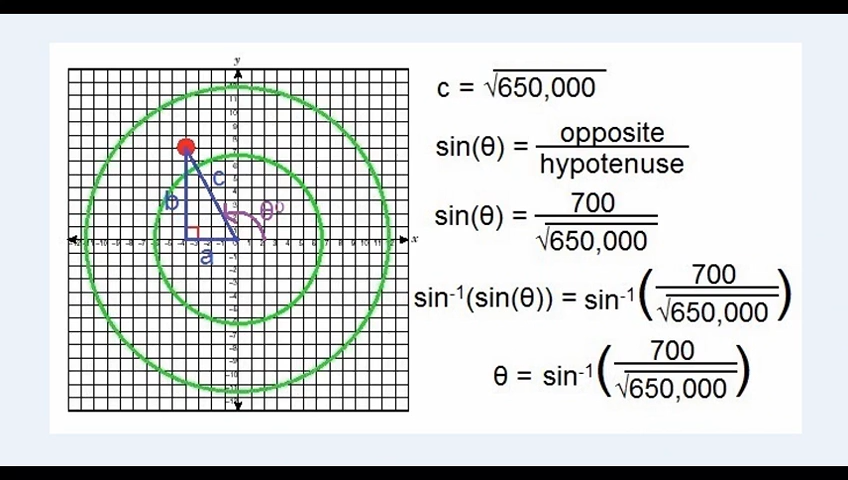 y
x
c
b
a
θ
c = √650,000
sin(θ) = opposite / hypotenuse
sin(θ) = 700 / √650,000
sin⁻¹(sin(θ)) = sin⁻¹(700 / √650,000)
θ = sin⁻¹(700 / √650,000)